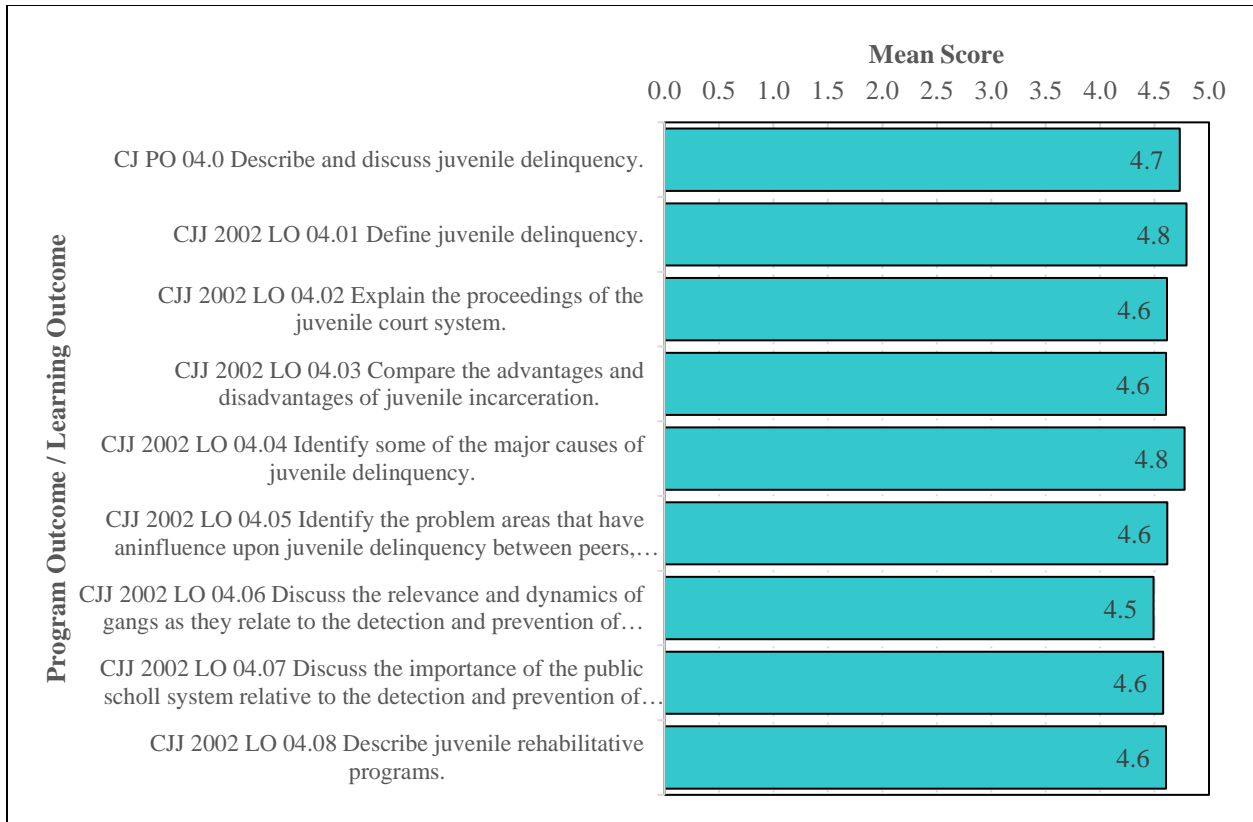 Mean Score
0.0 0.5 1.0 1.5 2.0 2.5 3.0 3.5 4.0 4.5 5.0
Program Outcome / Learning Outcome
CJ PO 04.0 Describe and discuss juvenile delinquency.
4.7
CJJ 2002 LO 04.01 Define juvenile delinquency.
4.8
CJJ 2002 LO 04.02 Explain the proceedings of the
juvenile court system.
4.6
CJJ 2002 LO 04.03 Compare the advantages and
disadvantages of juvenile incarceration.
4.6
CJJ 2002 LO 04.04 Identify some of the major causes of
juvenile delinquency.
4.8
CJJ 2002 LO 04.05 Identify the problem areas that have
aninfluence upon juvenile delinquency between peers,…
4.6
CJJ 2002 LO 04.06 Discuss the relevance and dynamics of
gangs as they relate to the detection and prevention of…
4.5
CJJ 2002 LO 04.07 Discuss the importance of the public
scholl system relative to the detection and prevention of…
4.6
CJJ 2002 LO 04.08 Describe juvenile rehabilitative
programs.
4.6